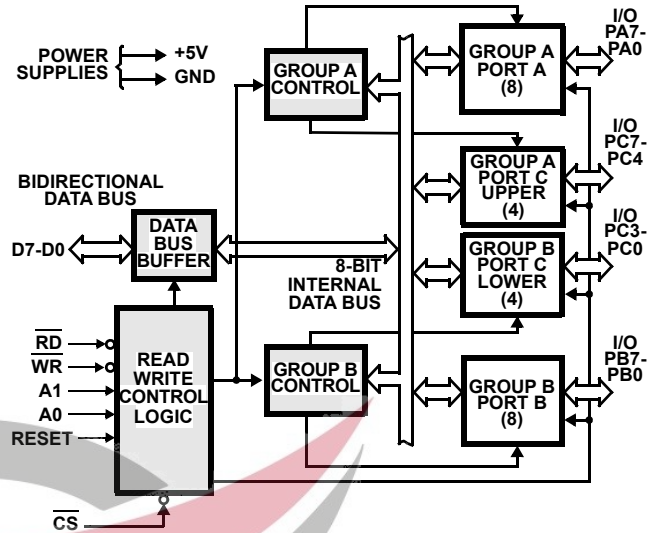 POWER
SUPPLIES
+5V
GND
GROUP A
CONTROL
GROUP A
PORT A
(8)
I/O
PA7-
PA0
GROUP A
PORT C
UPPER
(4)
I/O
PC7-
PC4
BIDIRECTIONAL
DATA BUS
D7-D0
DATA
BUS
BUFFER
8-BIT
INTERNAL
DATA BUS
GROUP B
PORT C
LOWER
(4)
I/O
PC3-
PC0
RD
WR
A1
A0
RESET
CS
READ
WRITE
CONTROL
LOGIC
GROUP B
CONTROL
GROUP B
PORT B
(8)
I/O
PB7-
PB0